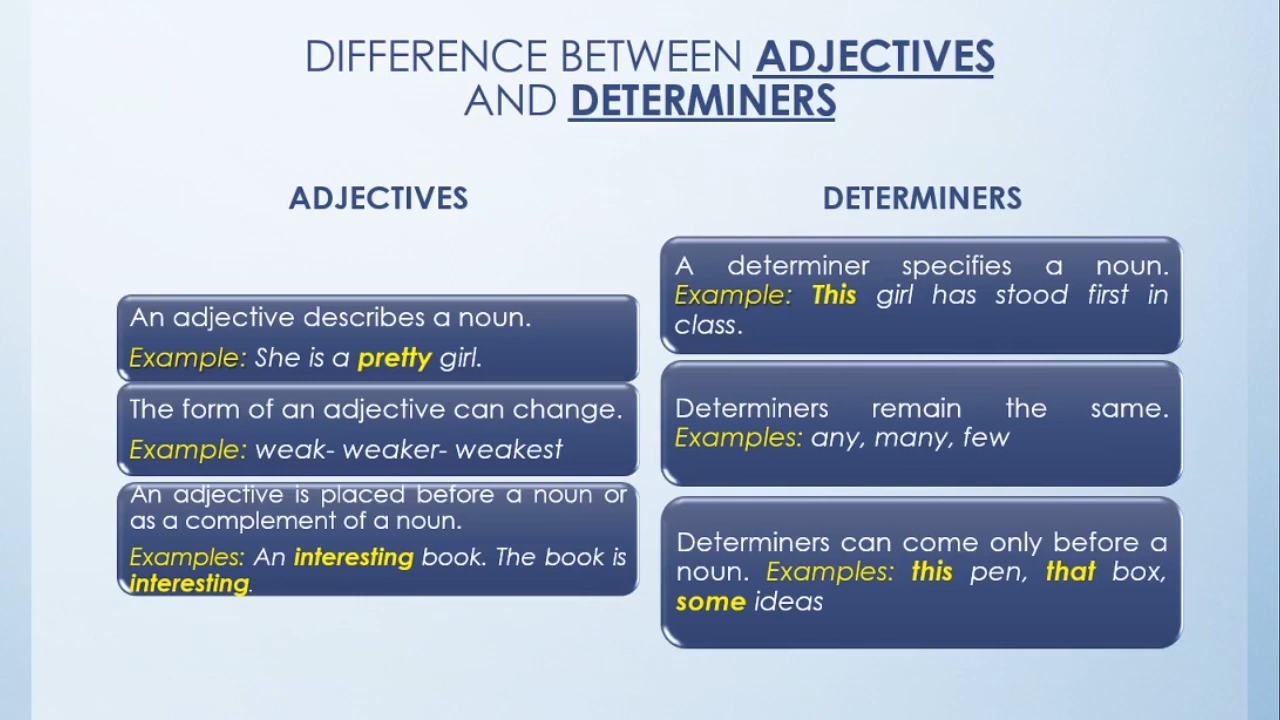 DIFFERENCE BETWEEN ADJECTIVES
AND DETERMINERS
ADJECTIVES
An adjective describes a noun.
Example: She is a pretty girl.
The form of an adjective can change.
Example: weak- weaker- weakest
An adjective is placed before a noun or
as a complement of a noun.
Examples: An interesting book. The book is
interesting.
DETERMINERS
A determiner specifies a noun.
Example: This girl has stood first in
class.
Determiners remain the same.
Examples: any, many, few
Determiners can come only before a
noun. Examples: this pen, that box,
some ideas